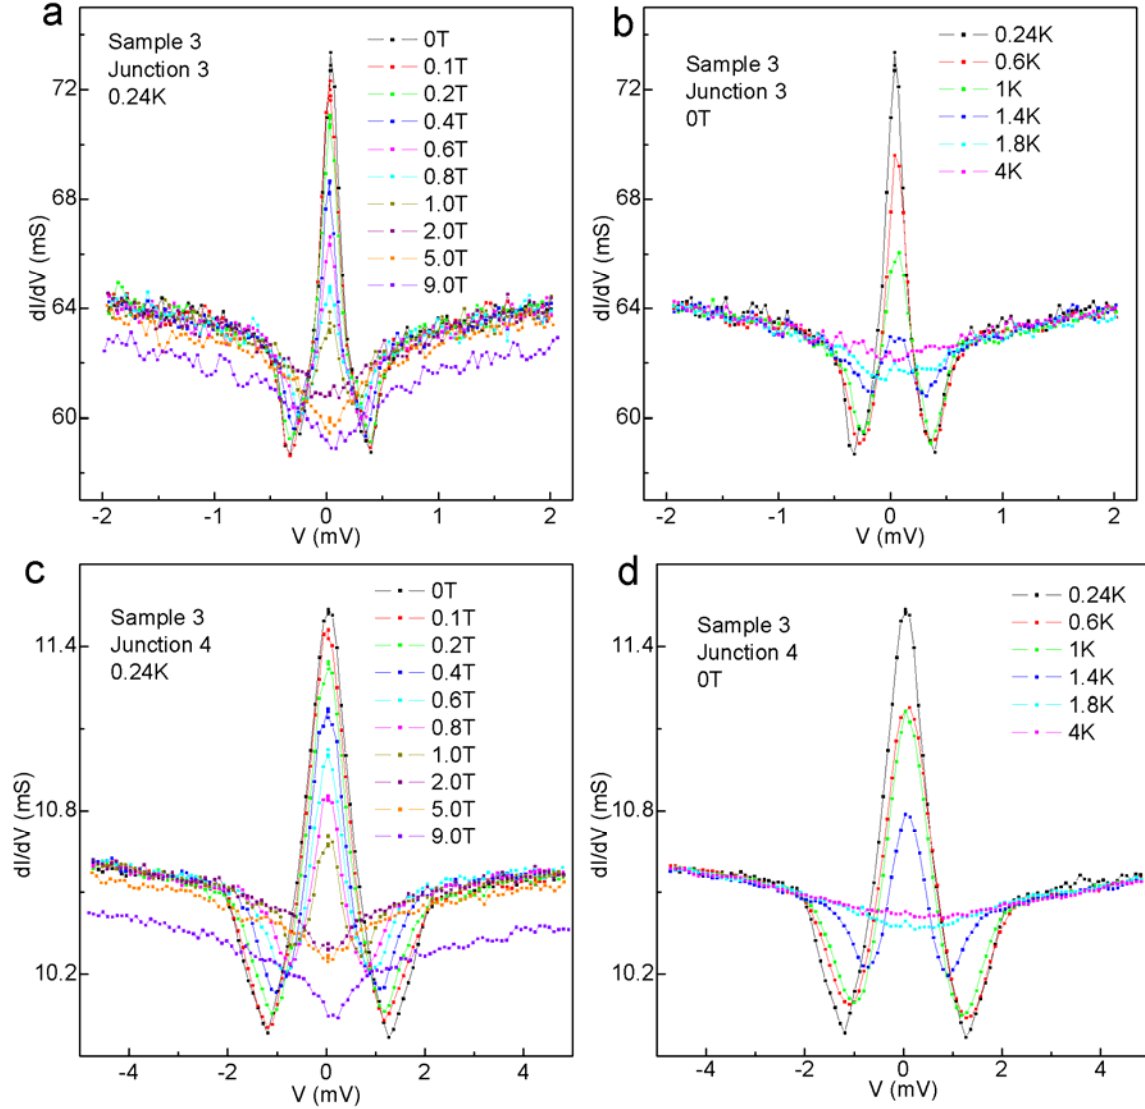 a
Sample 3
Junction 3
0.24K
0T
0.1T
0.2T
0.4T
0.6T
0.8T
1.0T
2.0T
5.0T
9.0T
72
68
64
60
dI/dV (mS)
-2
-1
0
1
2
V (mV)
b
Sample 3
Junction 3
0T
0.24K
0.6K
1K
1.4K
1.8K
4K
72
68
64
60
dI/dV (mS)
-2
-1
0
1
2
V (mV)
c
Sample 3
Junction 4
0.24K
0T
0.1T
0.2T
0.4T
0.6T
0.8T
1.0T
2.0T
5.0T
9.0T
11.4
10.8
10.2
dI/dV (mS)
-4
-2
0
2
4
V (mV)
d
Sample 3
Junction 4
0T
0.24K
0.6K
1K
1.4K
1.8K
4K
11.4
10.8
10.2
dI/dV (mS)
-4
-2
0
2
4
V (mV)